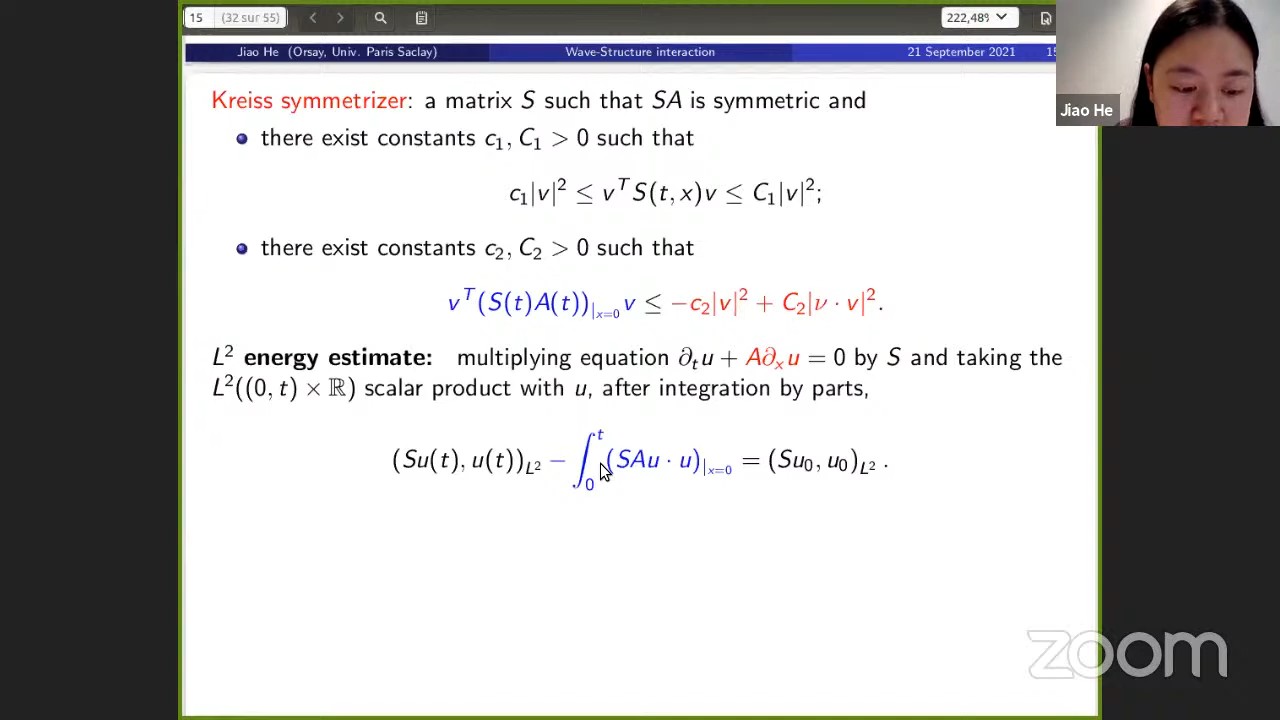 15 (32 sur 55) 222,48%
Jiao He (Orsay, Univ. Paris Saclay) Wave-Structure interaction 21 September 2021 15
Kreiss symmetrizer: a matrix S such that SA is symmetric and
Jiao He
there exist constants c₁, C₁ > 0 such that
c₁|v|² ≤ vᵀS(t, x)v ≤ C₁|v|²;
there exist constants c₂, C₂ > 0 such that
vᵀ(S(t)A(t))|ₓ₌₀ v ≤ −c₂|v|² + C₂|ν · v|².
L² energy estimate: multiplying equation ∂ₜu + A∂ₓu = 0 by S and taking the
L²((0, t) × ℝ) scalar product with u, after integration by parts,
(Su(t), u(t))_L² − ∫₀ᵗ (SAu · u)|ₓ₌₀ = (Su₀, u₀)_L² .
zoom